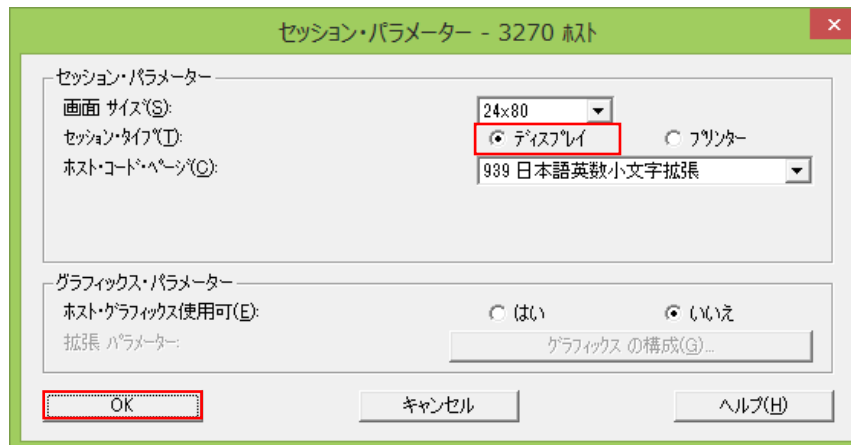 セッション・パラメーター - 3270 ﾎｽﾄ
セッション・パラメーター
画面 サイズ(S):
24x80
セッション・タイプ(T):
ディスプレイ
プリンター
ホスト・コード・ページ(C):
939 日本語英数小文字拡張
グラフィックス・パラメーター
ホスト・グラフィックス使用可(E):
はい
いいえ
拡張 パラメーター:
グラフィックス の構成(G)...
OK
キャンセル
ヘルプ(H)